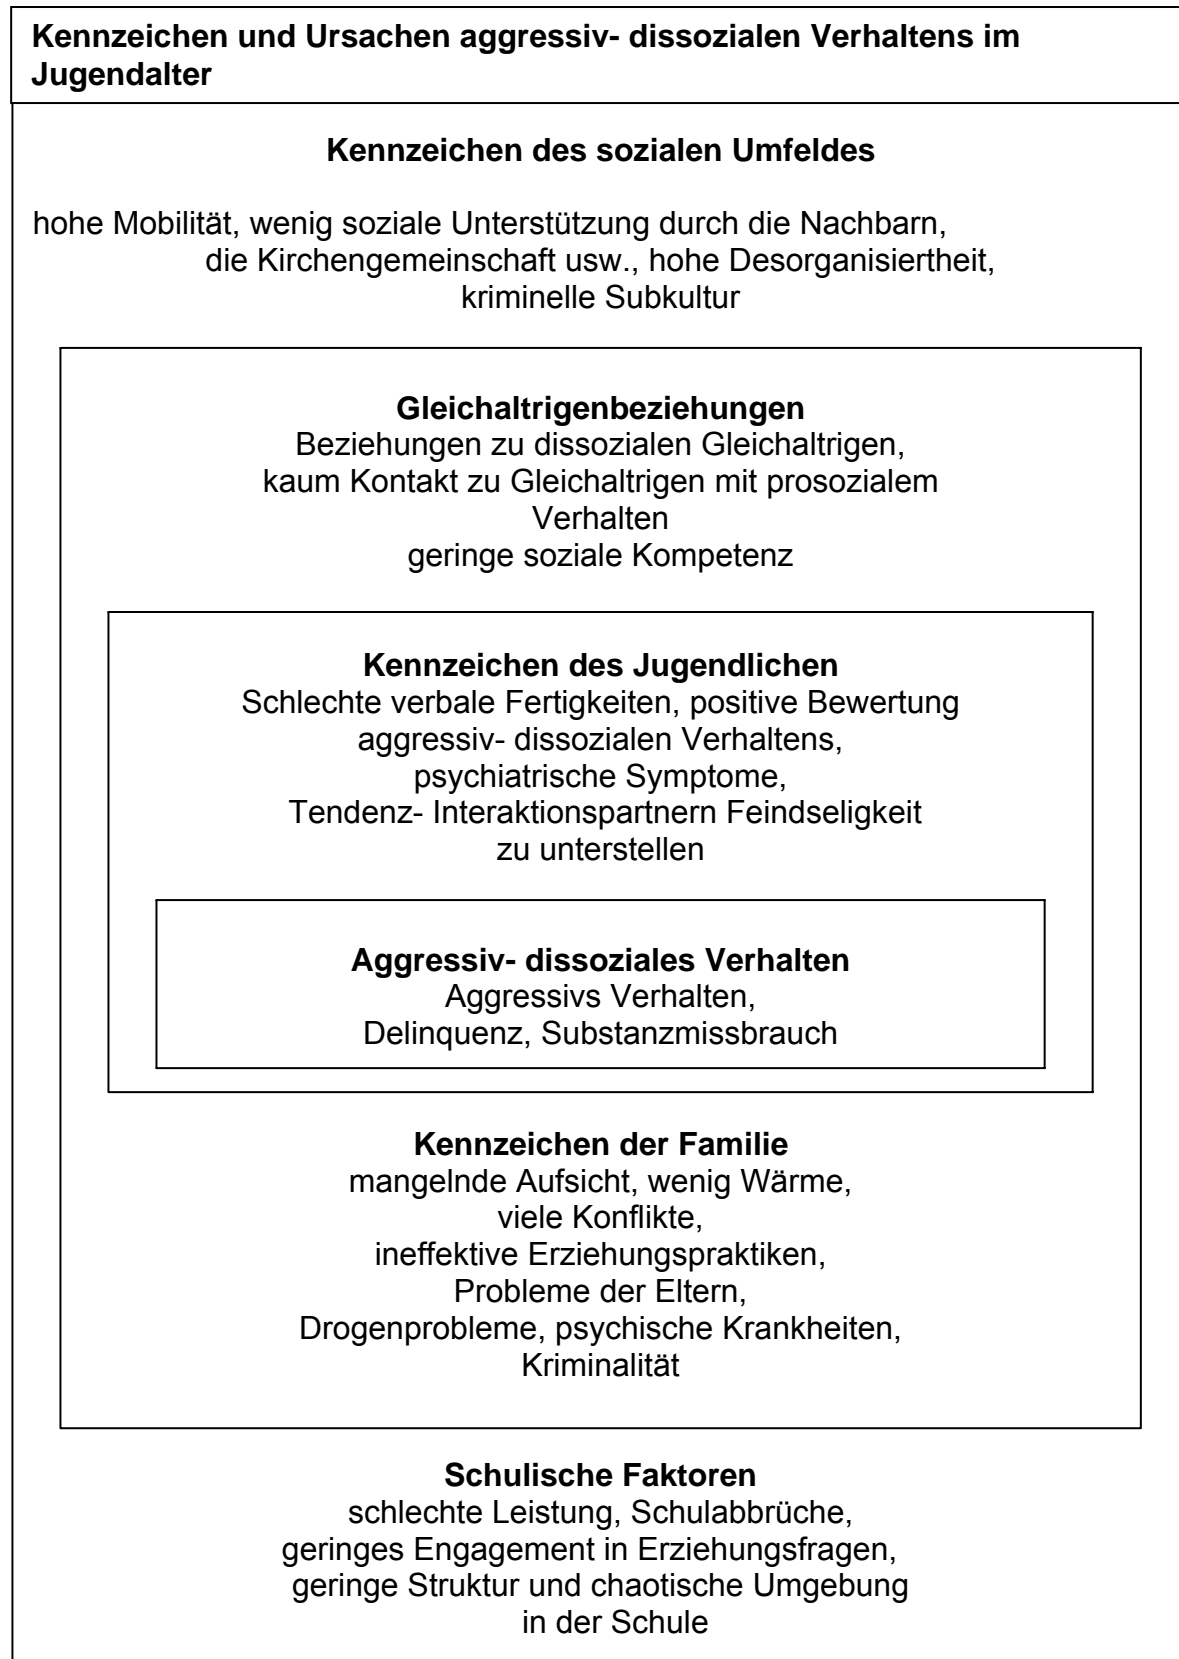 Kennzeichen und Ursachen aggressiv- dissozialen Verhaltens im
Jugendalter
Kennzeichen des sozialen Umfeldes
hohe Mobilität, wenig soziale Unterstützung durch die Nachbarn,
die Kirchengemeinschaft usw., hohe Desorganisiertheit,
kriminelle Subkultur
Gleichaltrigenbeziehungen
Beziehungen zu dissozialen Gleichaltrigen,
kaum Kontakt zu Gleichaltrigen mit prosozialem
Verhalten
geringe soziale Kompetenz
Kennzeichen des Jugendlichen
Schlechte verbale Fertigkeiten, positive Bewertung
aggressiv- dissozialen Verhaltens,
psychiatrische Symptome,
Tendenz- Interaktionspartnern Feindseligkeit
zu unterstellen
Aggressiv- dissoziales Verhalten
Aggressivs Verhalten,
Delinquenz, Substanzmissbrauch
Kennzeichen der Familie
mangelnde Aufsicht, wenig Wärme,
viele Konflikte,
ineffektive Erziehungspraktiken,
Probleme der Eltern,
Drogenprobleme, psychische Krankheiten,
Kriminalität
Schulische Faktoren
schlechte Leistung, Schulabbrüche,
geringes Engagement in Erziehungsfragen,
geringe Struktur und chaotische Umgebung
in der Schule